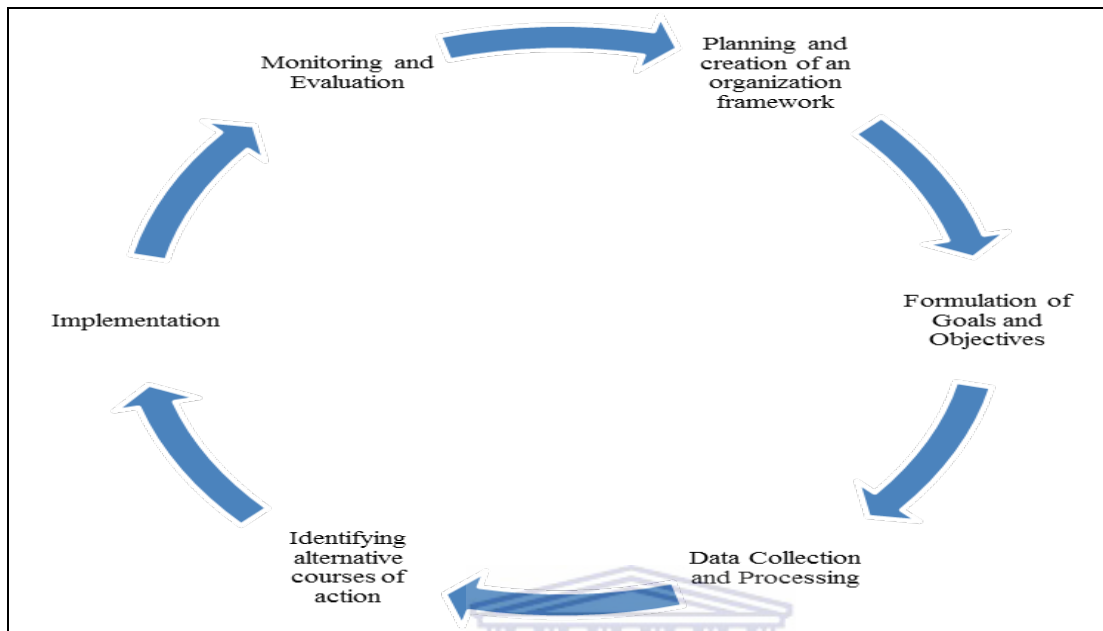 Planning and
creation of an
organization
framework
Formulation of
Goals and
Objectives
Data Collection
and Processing
Identifying
alternative
courses of
action
Implementation
Monitoring and
Evaluation